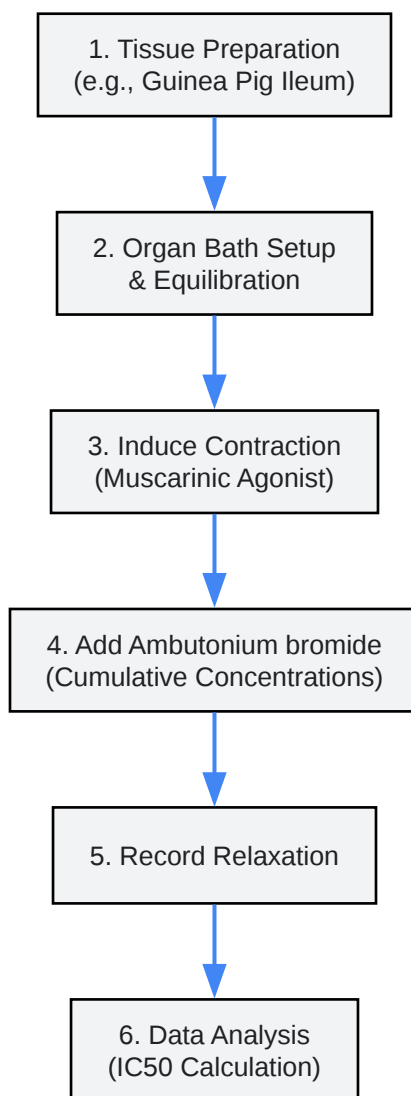 1. Tissue Preparation
(e.g., Guinea Pig Ileum)
2. Organ Bath Setup
& Equilibration
3. Induce Contraction
(Muscarinic Agonist)
4. Add Ambutonium bromide
(Cumulative Concentrations)
5. Record Relaxation
6. Data Analysis
(IC50 Calculation)